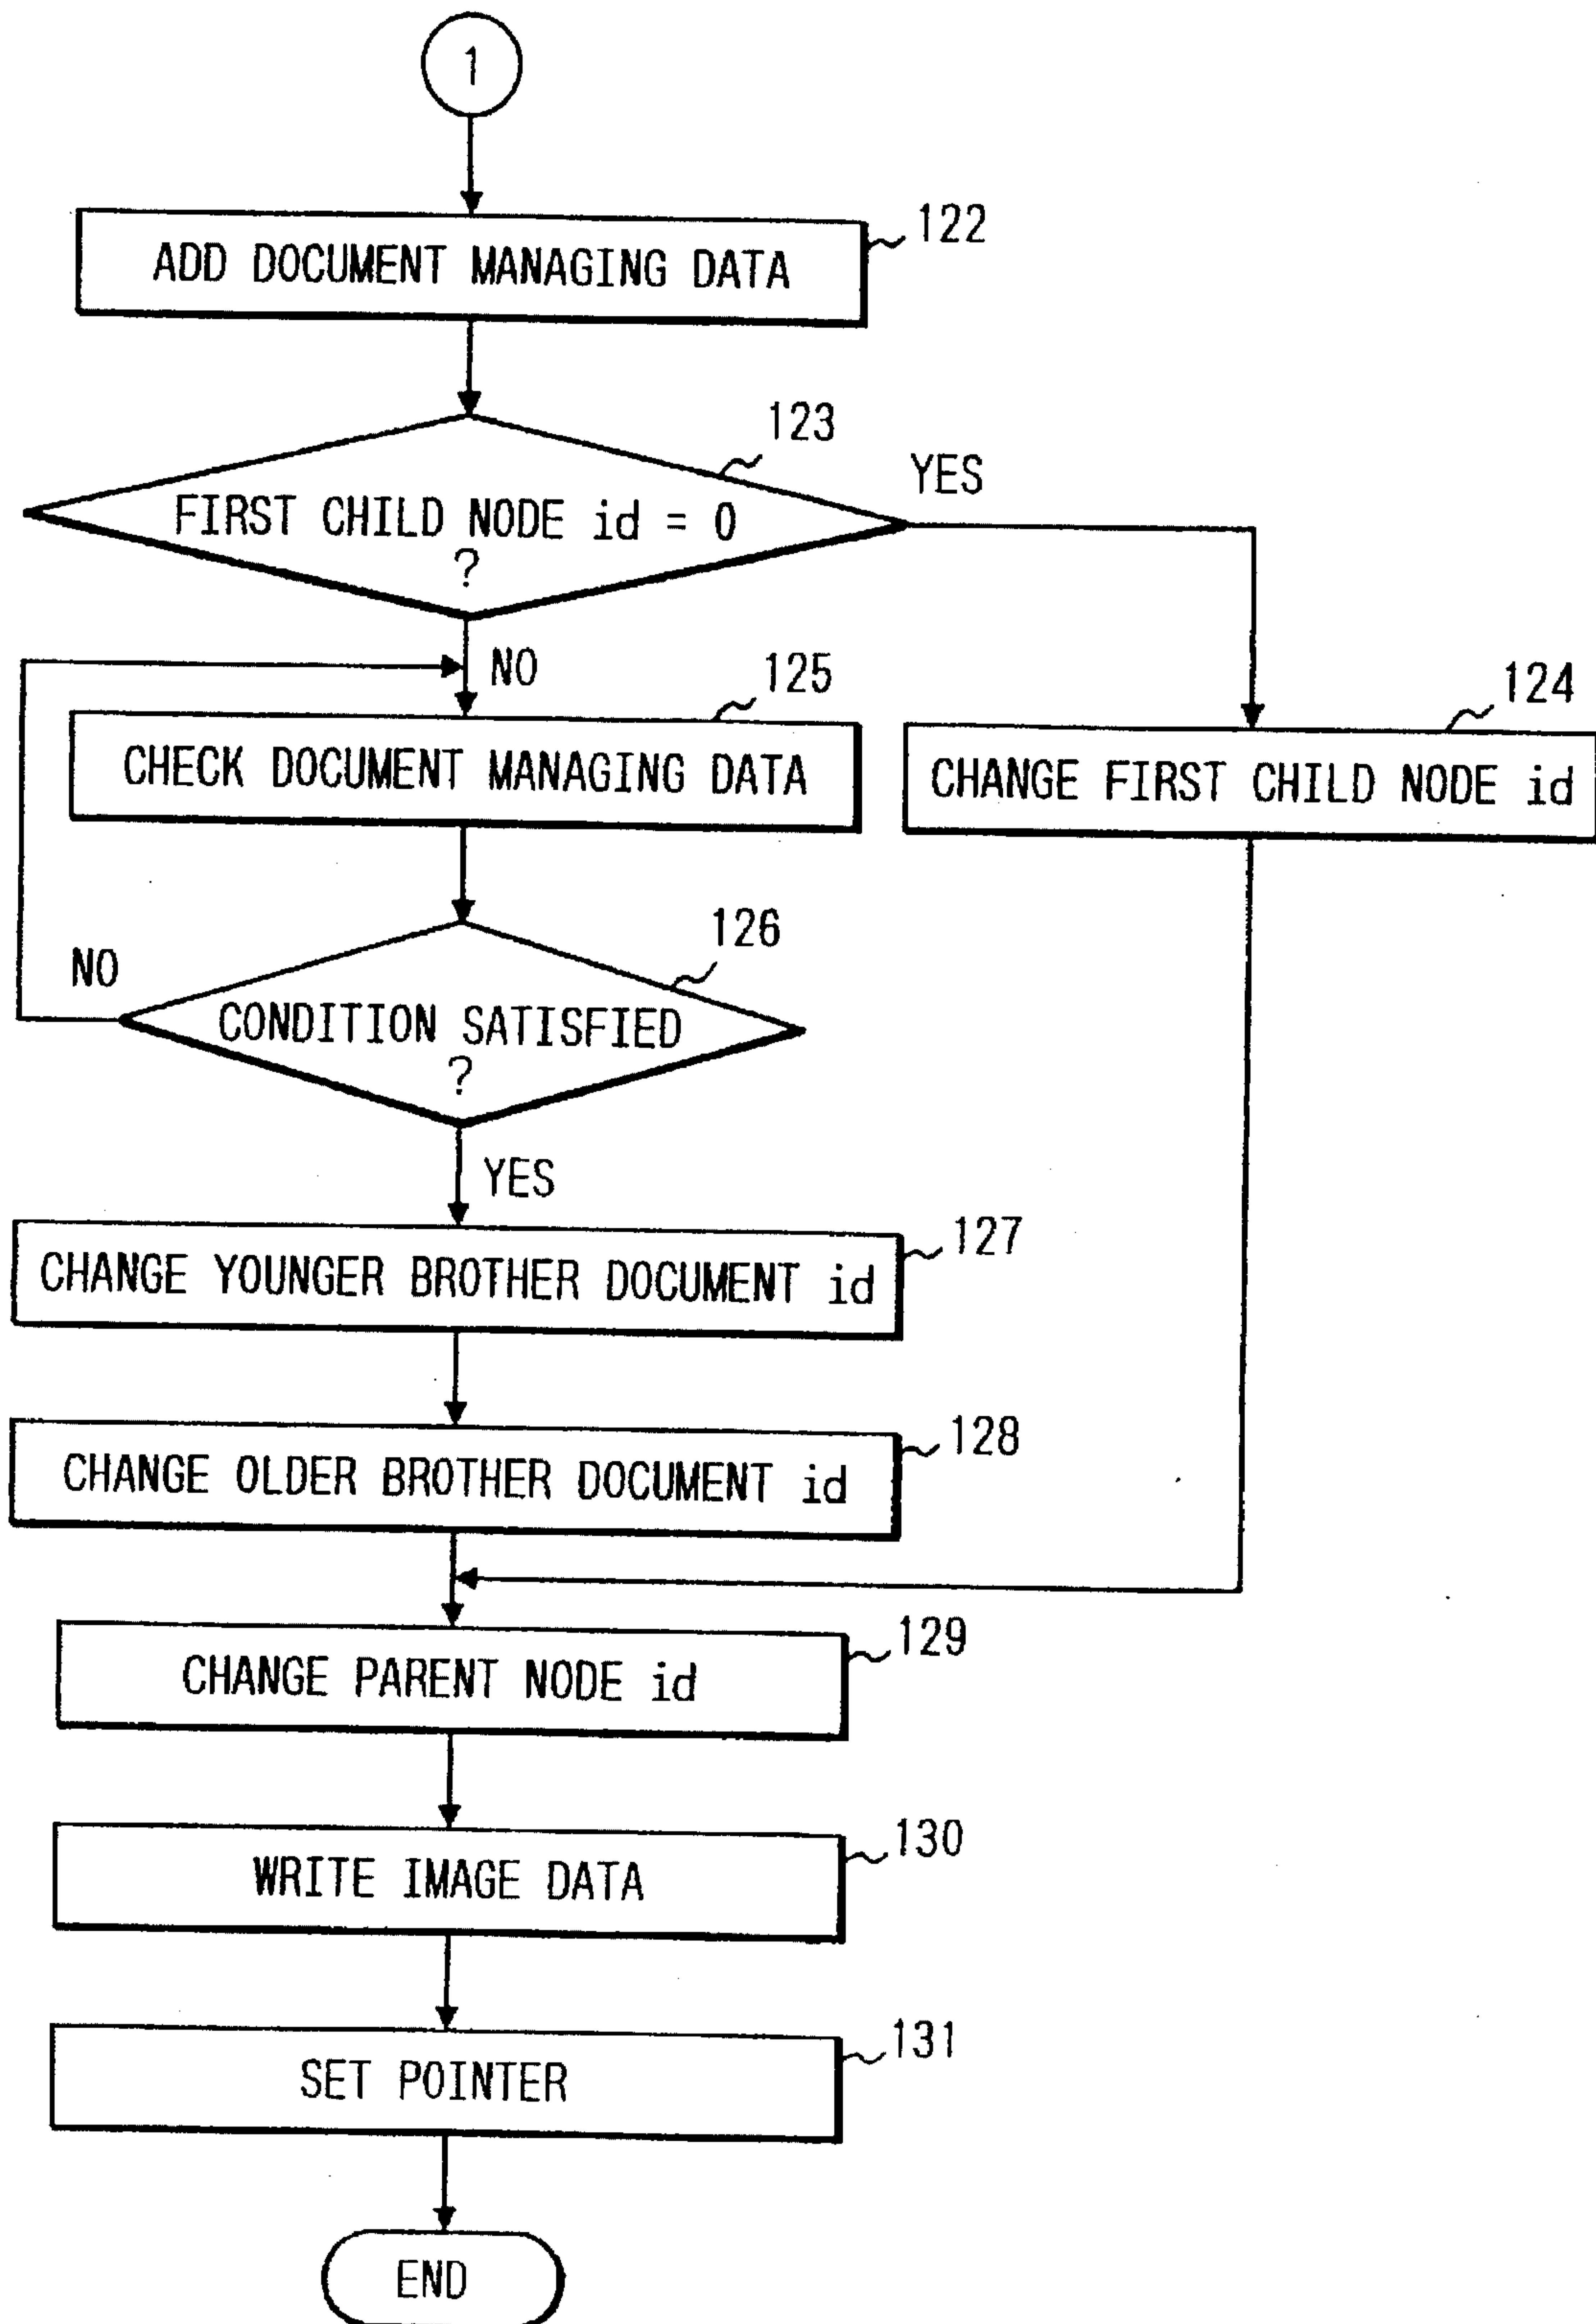 1
122
ADD DOCUMENT MANAGING DATA
123
YES
FIRST CHILD NODE id = 0
?
NO
125
124
CHECK DOCUMENT MANAGING DATA
CHANGE FIRST CHILD NODE id
126
NO
CONDITION SATISFIED
?
YES
127
CHANGE YOUNGER BROTHER DOCUMENT id
128
CHANGE OLDER BROTHER DOCUMENT id
129
CHANGE PARENT NODE id
130
WRITE IMAGE DATA
131
SET POINTER
END